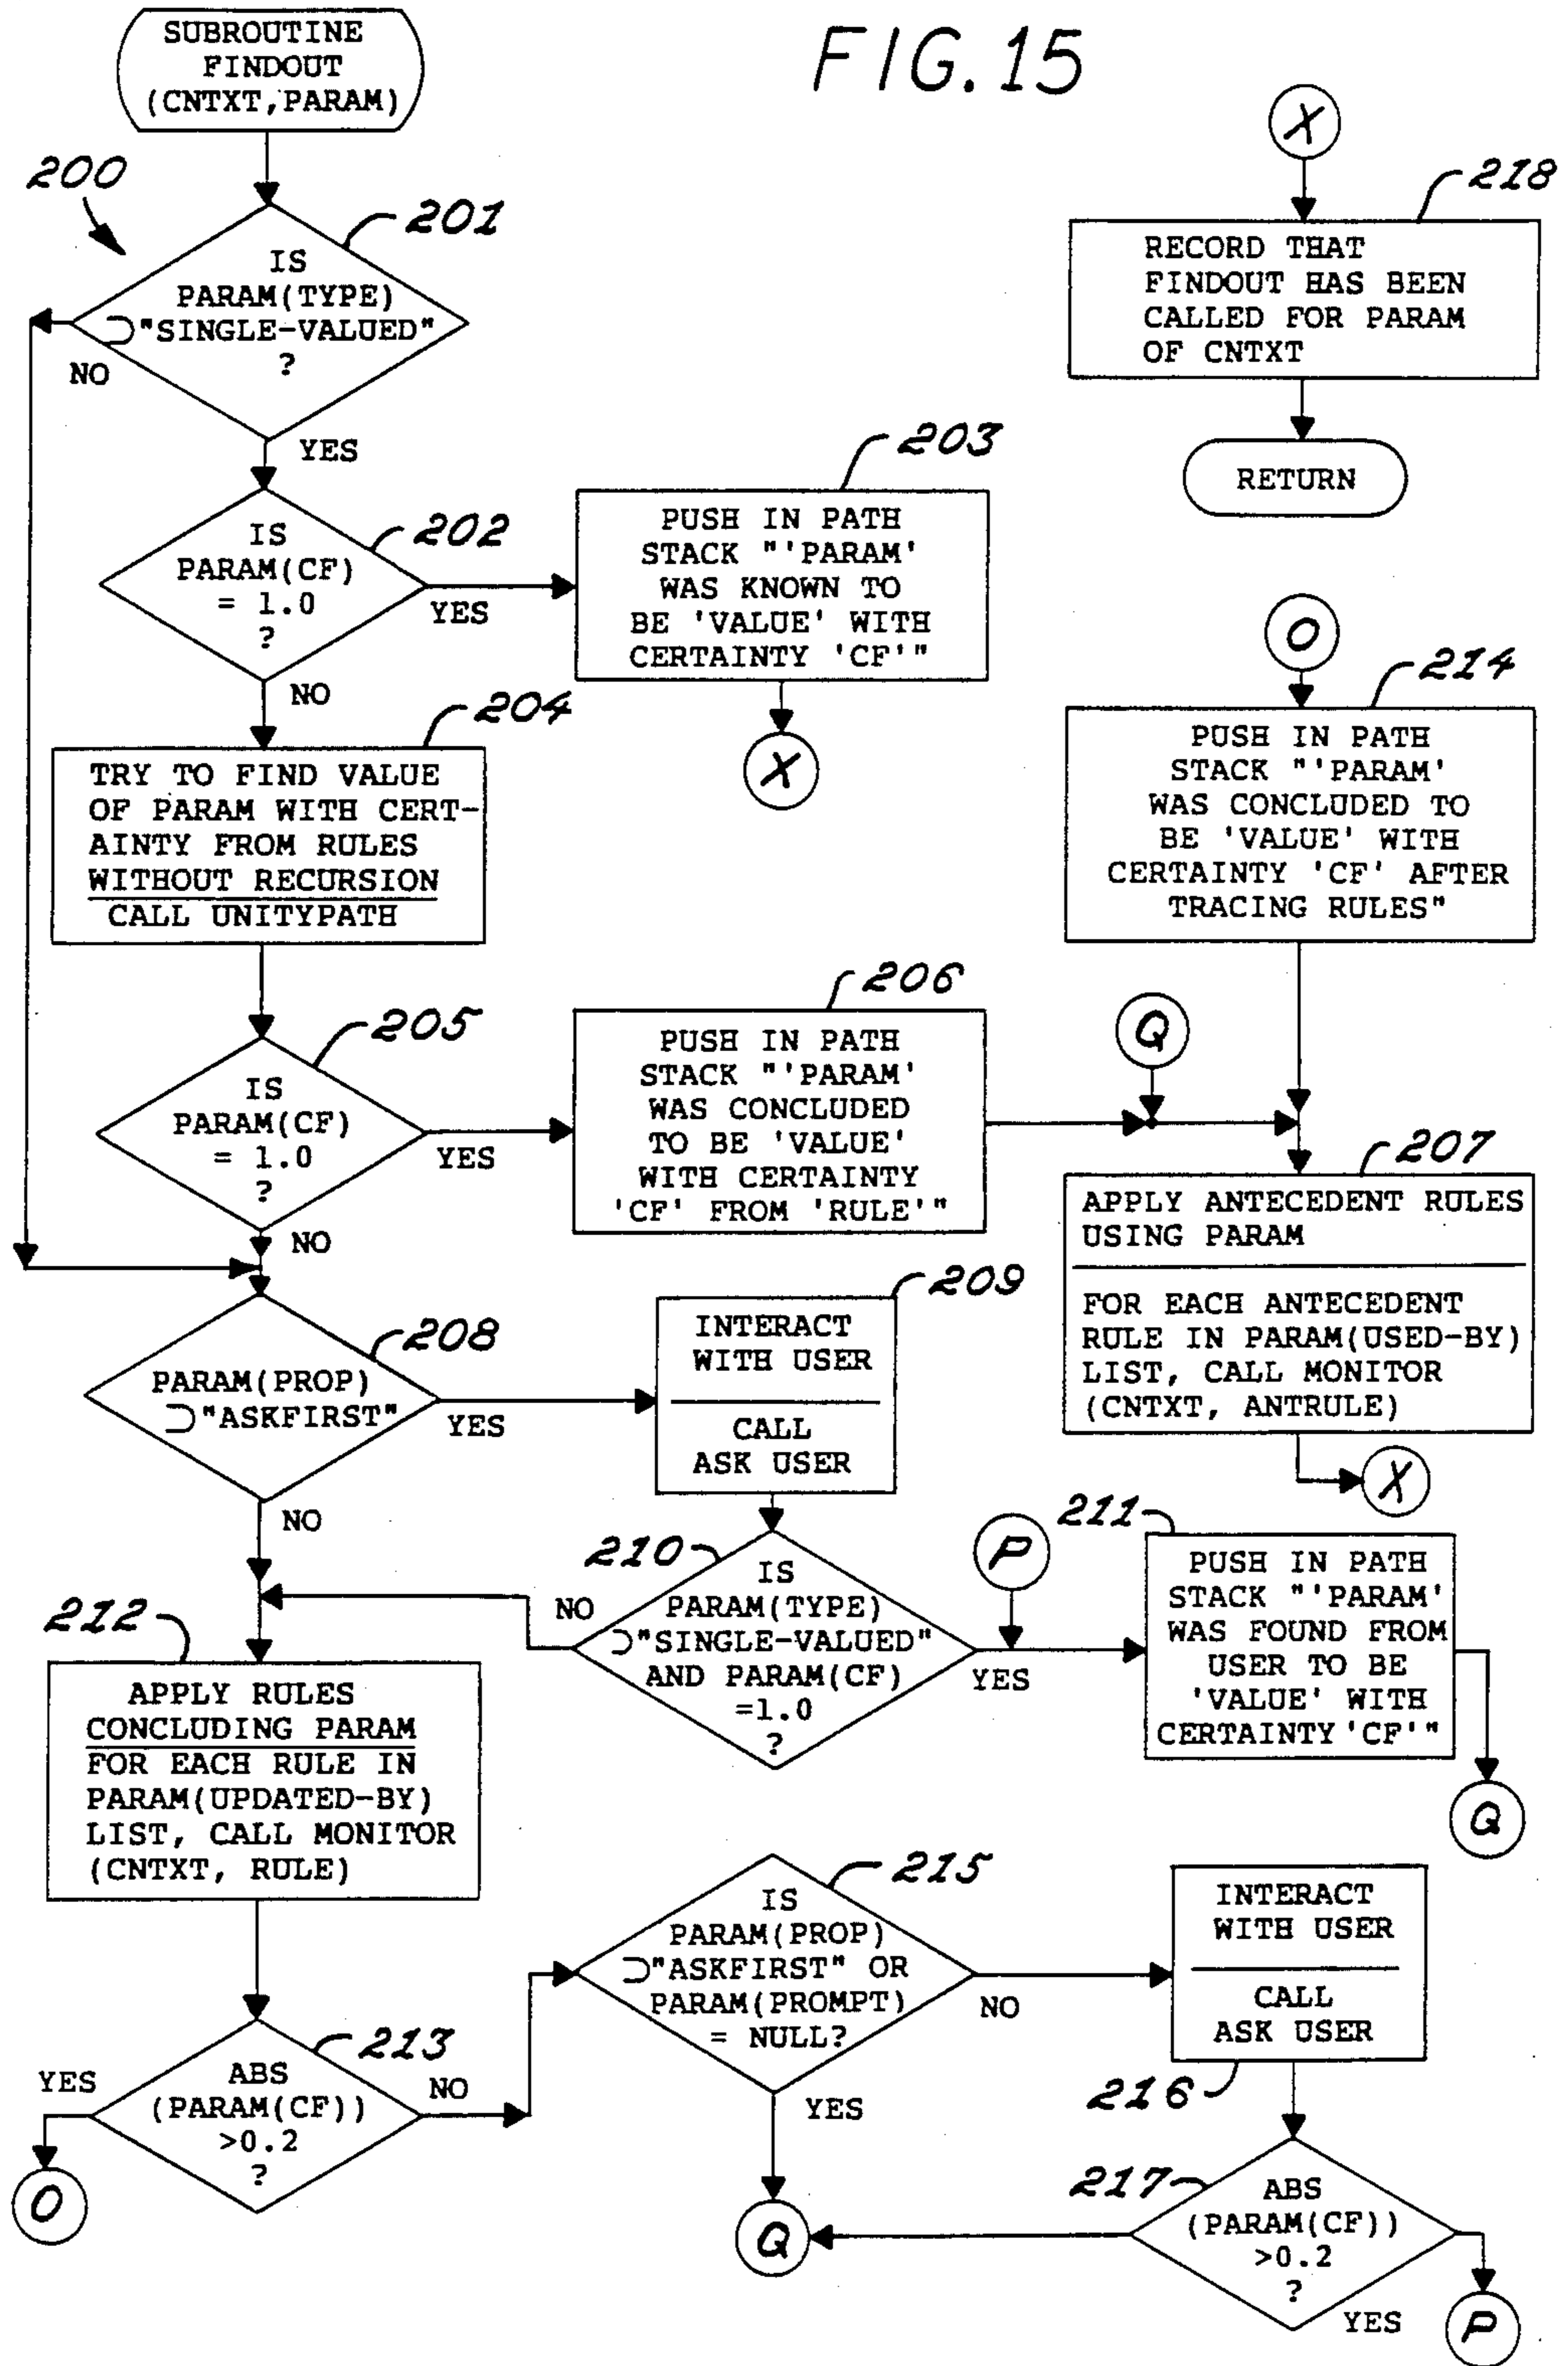 FIG. 15
SUBROUTINE
FINDOUT
(CNTXT,PARAM)
200
201
IS
PARAM(TYPE)
⊃"SINGLE-VALUED"
?
NO
YES
202
IS
PARAM(CF)
= 1.0
?
YES
NO
203
PUSH IN PATH
STACK "'PARAM'
WAS KNOWN TO
BE 'VALUE' WITH
CERTAINTY 'CF'"
X
204
TRY TO FIND VALUE
OF PARAM WITH CERT-
AINTY FROM RULES
WITHOUT RECURSION
CALL UNITYPATH
205
IS
PARAM(CF)
= 1.0
?
YES
NO
206
PUSH IN PATH
STACK "'PARAM'
WAS CONCLUDED
TO BE 'VALUE'
WITH CERTAINTY
'CF' FROM 'RULE'"
X
218
RECORD THAT
FINDOUT HAS BEEN
CALLED FOR PARAM
OF CNTXT
RETURN
O
214
PUSH IN PATH
STACK "'PARAM'
WAS CONCLUDED TO
BE 'VALUE' WITH
CERTAINTY 'CF' AFTER
TRACING RULES"
Q
207
APPLY ANTECEDENT RULES
USING PARAM
FOR EACH ANTECEDENT
RULE IN PARAM(USED-BY)
LIST, CALL MONITOR
(CNTXT, ANTRULE)
X
208
PARAM(PROP)
⊃"ASKFIRST"
YES
NO
209
INTERACT
WITH USER
CALL
ASK USER
210
IS
PARAM(TYPE)
⊃"SINGLE-VALUED"
AND PARAM(CF)
=1.0
?
NO
YES
P
211
PUSH IN PATH
STACK "'PARAM'
WAS FOUND FROM
USER TO BE
'VALUE' WITH
CERTAINTY 'CF'"
Q
212
APPLY RULES
CONCLUDING PARAM
FOR EACH RULE IN
PARAM(UPDATED-BY)
LIST, CALL MONITOR
(CNTXT, RULE)
213
ABS
(PARAM(CF))
>0.2
?
YES
NO
O
215
IS
PARAM(PROP)
⊃"ASKFIRST" OR
PARAM(PROMPT)
= NULL?
NO
YES
Q
INTERACT
WITH USER
CALL
ASK USER
216
217
ABS
(PARAM(CF))
>0.2
?
YES
P